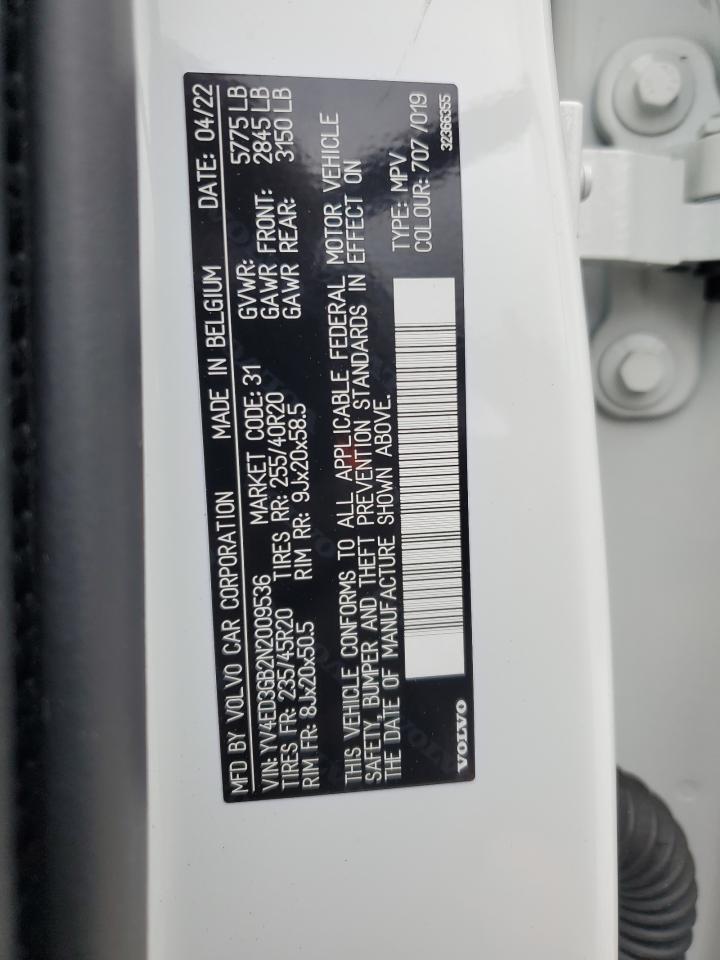 MFD BY VOLVO CAR CORPORATION MADE IN BELGIUM DATE: 04/22
VIN: YV4ED3GB2N2009536 MARKET CODE: 31 GVWR: 5775 LB
TIRES FR: 235/45R20 TIRES RR: 255/40R20 GAWR FRONT: 2845 LB
RIM FR: 8Jx20x50.5 RIM RR: 9Jx20x58.5 GAWR REAR: 3150 LB
THIS VEHICLE CONFORMS TO ALL APPLICABLE FEDERAL MOTOR VEHICLE
SAFETY, BUMPER AND THEFT PREVENTION STANDARDS IN EFFECT ON
THE DATE OF MANUFACTURE SHOWN ABOVE.
TYPE: MPV
COLOUR: 707 /019
VOLVO
32366355